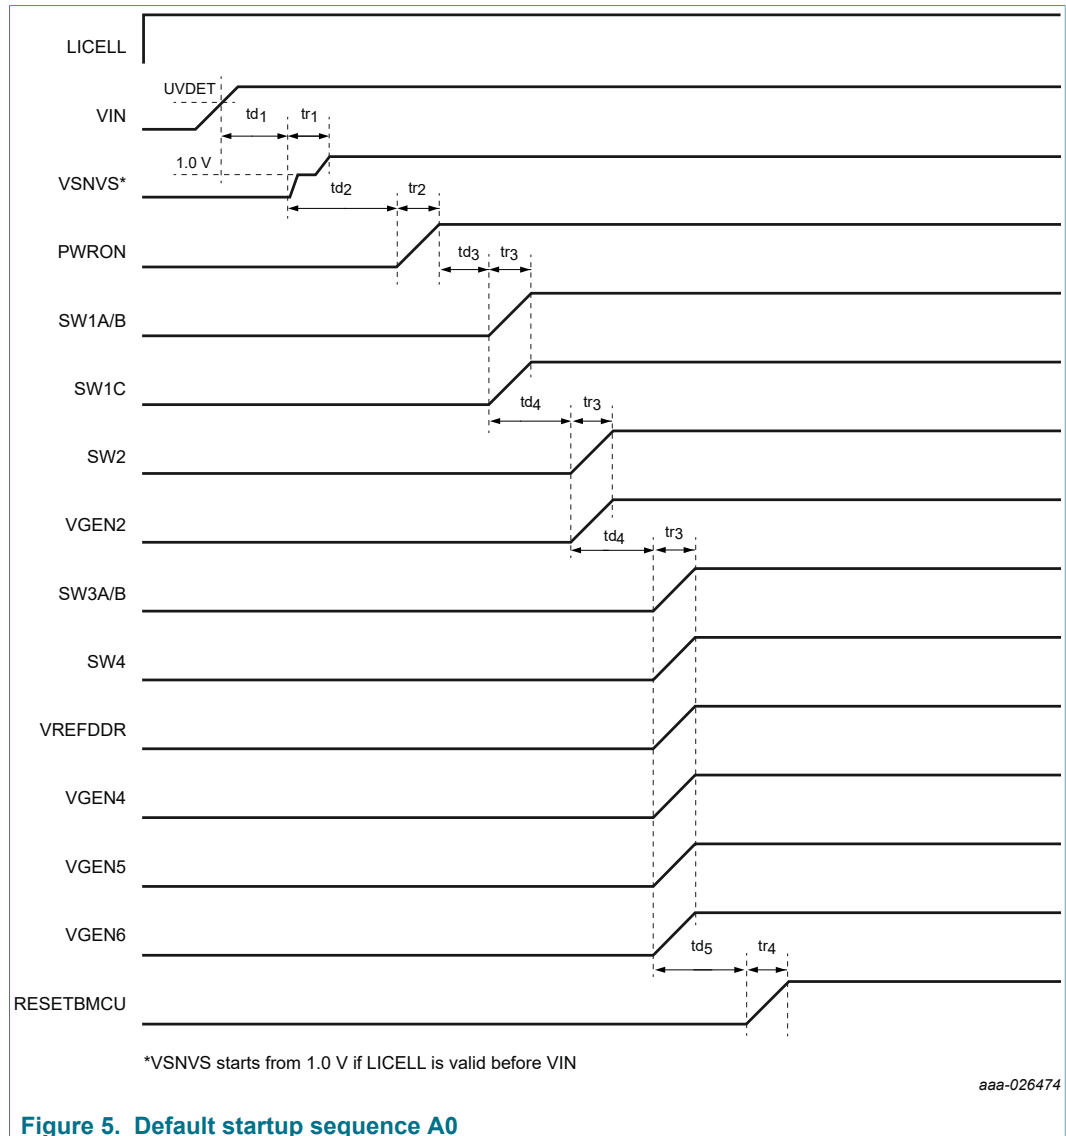 LICELL
UVDET
VIN
td1 tr1
1.0 V
VSNVS*
td2 tr2
PWRON
td3 tr3
SW1A/B
SW1C
td4 tr3
SW2
VGEN2
td4 tr3
SW3A/B
SW4
VREFDDR
VGEN4
VGEN5
VGEN6
td5 tr4
RESETBMCU
*VSNVS starts from 1.0 V if LICELL is valid before VIN
aaa-026474
Figure 5. Default startup sequence A0